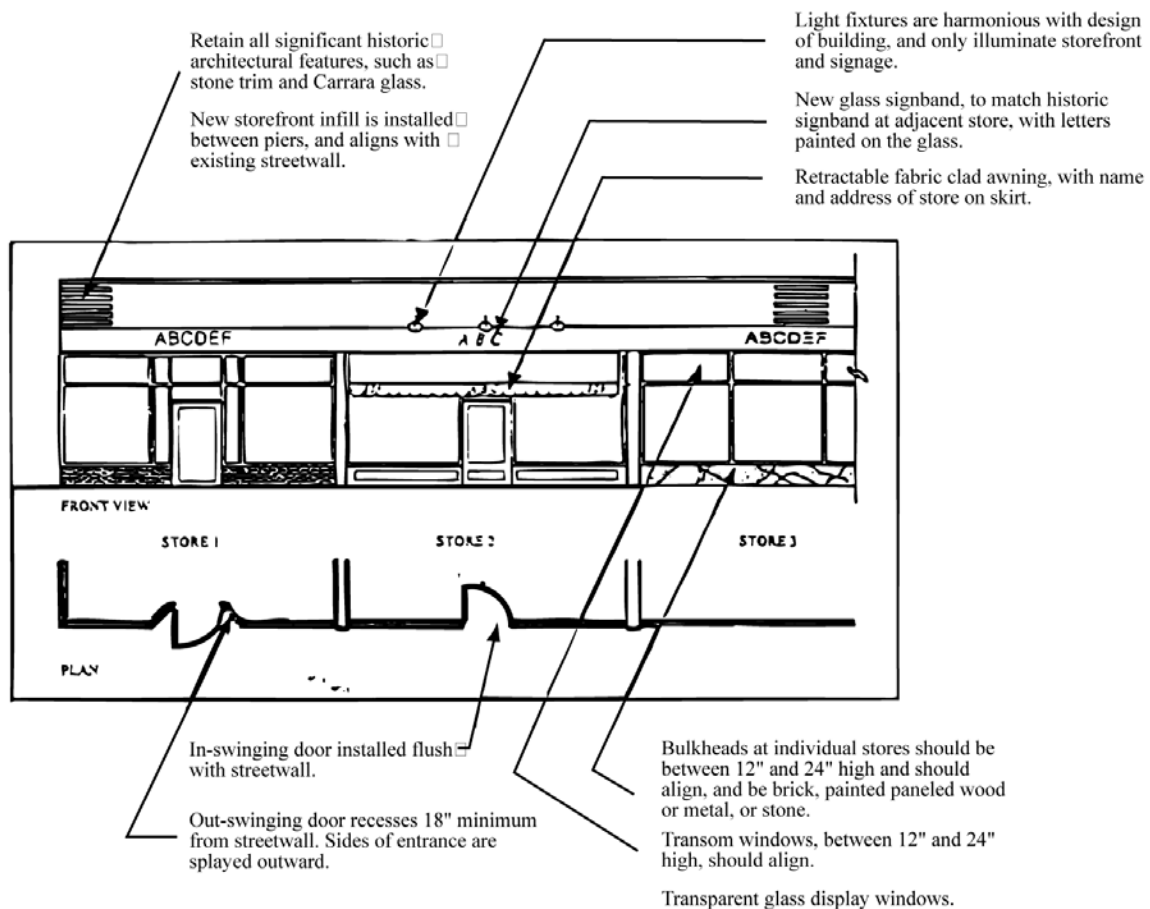 Retain all significant historic
architectural features, such as
stone trim and Carrara glass.
New storefront infill is installed
between piers, and aligns with
existing streetwall.
Light fixtures are harmonious with design
of building, and only illuminate storefront
and signage.
New glass signband, to match historic
signband at adjacent store, with letters
painted on the glass.
Retractable fabric clad awning, with name
and address of store on skirt.
ABCDEF
ABC
ABCDEF
FRONT VIEW
STORE 1
STORE 2
STORE 3
PLAN
In-swinging door installed flush
with streetwall.
Out-swinging door recesses 18" minimum
from streetwall. Sides of entrance are
splayed outward.
Bulkheads at individual stores should be
between 12" and 24" high and should
align, and be brick, painted paneled wood
or metal, or stone.
Transom windows, between 12" and 24"
high, should align.
Transparent glass display windows.